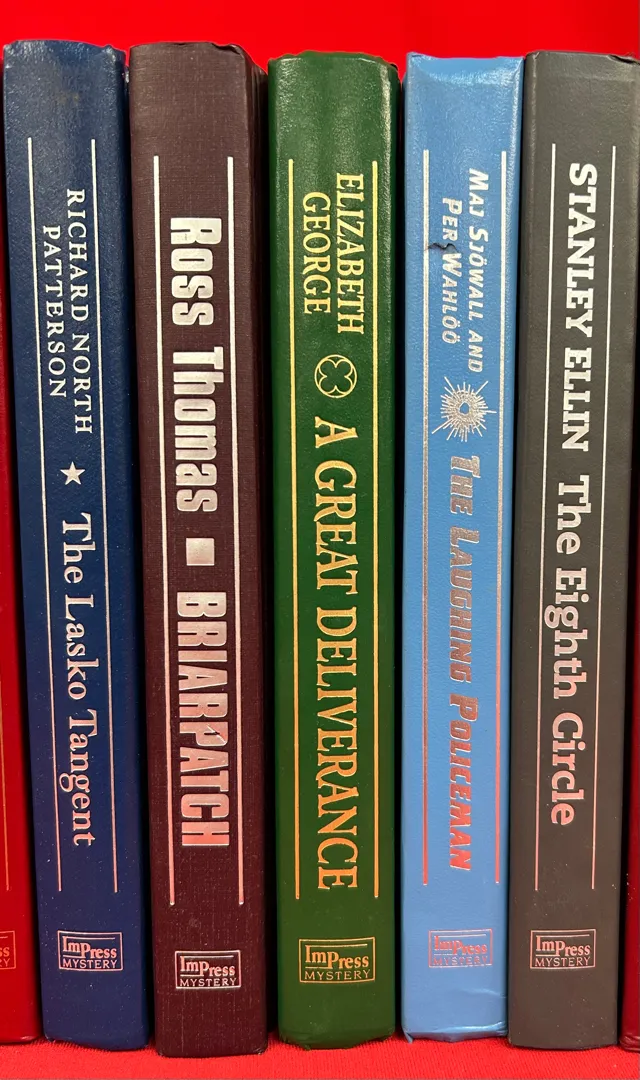 RICHARD NORTH
PATTERSON
The Lasko Tangent
ImPress
MYSTERY
Ross Thomas
BRIARPATCH
ImPress
MYSTERY
ELIZABETH
GEORGE
A GREAT DELIVERANCE
ImPress
MYSTERY
MAJ SJÖWALL AND
PER WAHLÖÖ
THE LAUGHING POLICEMAN
ImPress
MYSTERY
STANLEY ELLIN
The Eighth Circle
ImPress
MYSTERY